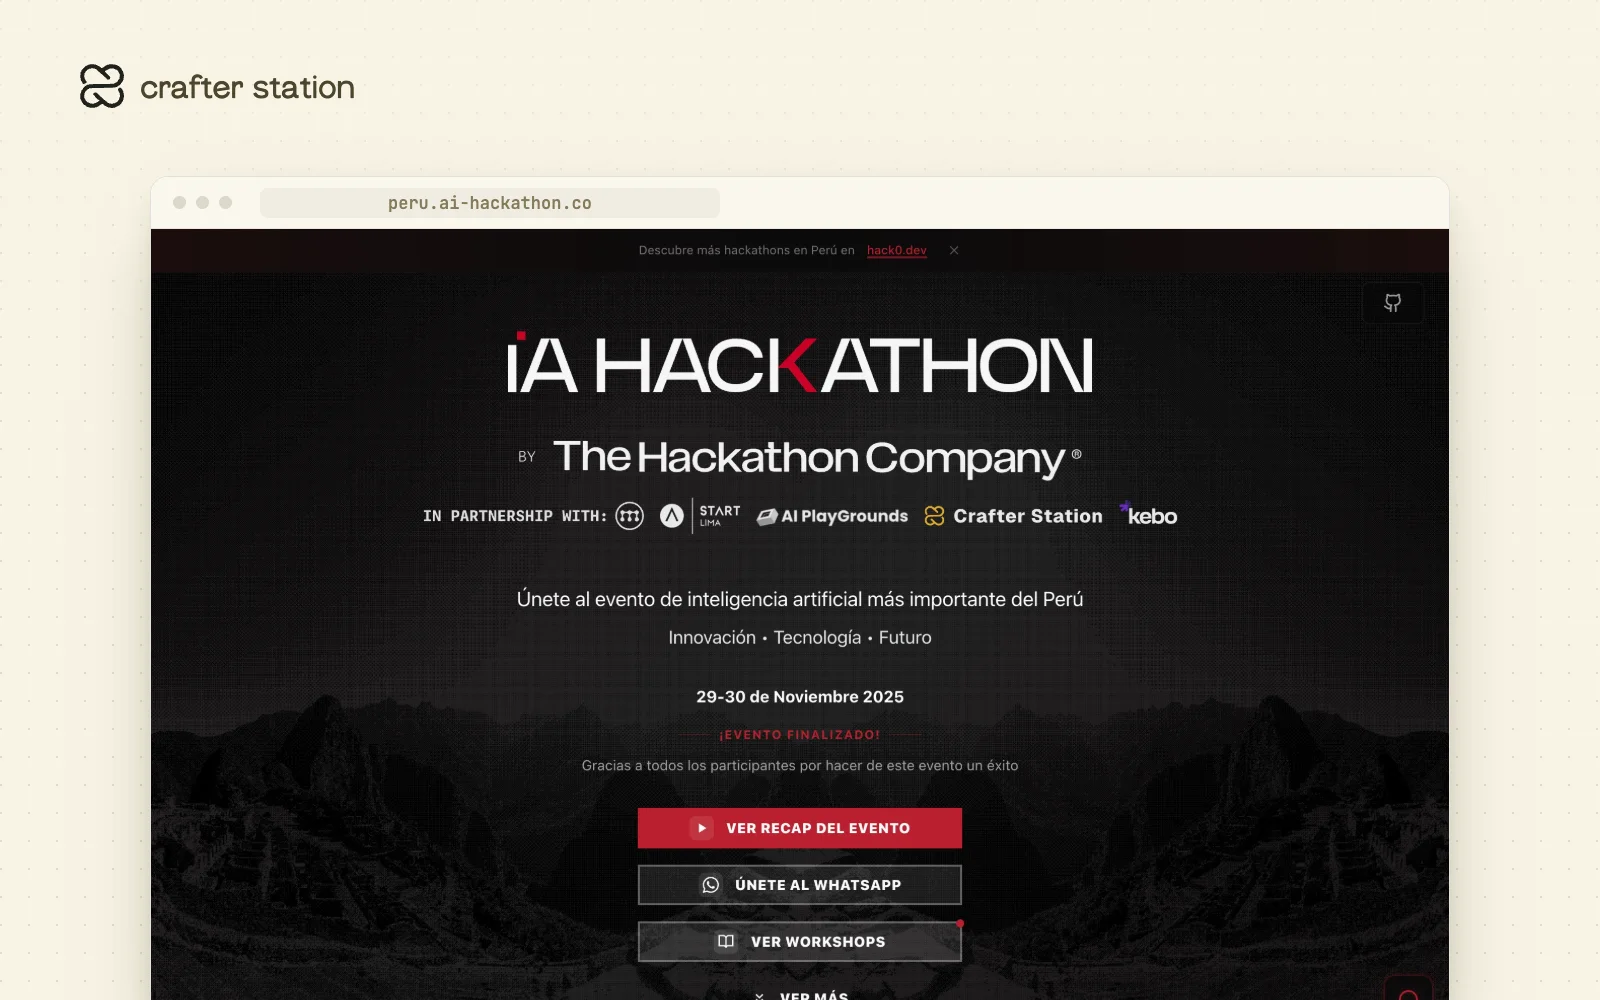 crafter station
peru.ai-hackathon.co
Descubre más hackathons en Perú en hack0.dev
iA HACKATHON
BY The Hackathon Company ®
IN PARTNERSHIP WITH: START LIMA AI PlayGrounds Crafter Station kebo
Únete al evento de inteligencia artificial más importante del Perú
Innovación • Tecnología • Futuro
29-30 de Noviembre 2025
¡EVENTO FINALIZADO!
Gracias a todos los participantes por hacer de este evento un éxito
VER RECAP DEL EVENTO
ÚNETE AL WHATSAPP
VER WORKSHOPS
VER MÁS